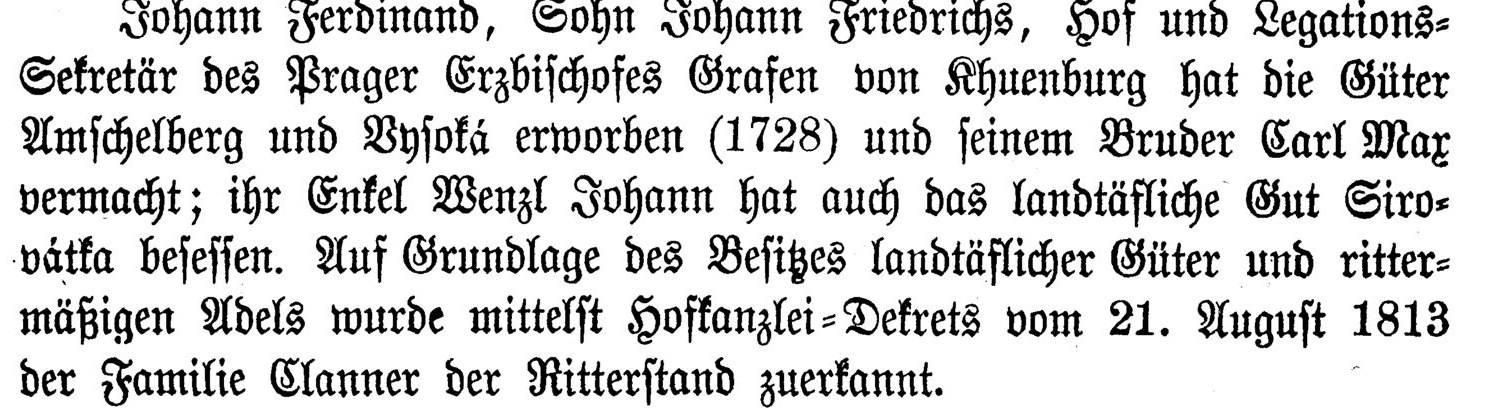 Johann Ferdinand, Sohn Johann Friedrichs, Hof und Legations-
Sekretär des Prager Erzbischofes Grafen von Khuenburg hat die Güter
Amschelberg und Vysoká erworben (1728) und seinem Bruder Carl Max
vermacht; ihr Enkel Wenzl Johann hat auch das landtäfliche Gut Siro-
vátka besessen. Auf Grundlage des Besitzes landtäflicher Güter und ritter-
mäßigen Adels wurde mittelst Hofkanzlei-Dekrets vom 21. August 1813
der Familie Clanner der Ritterstand zuerkannt.